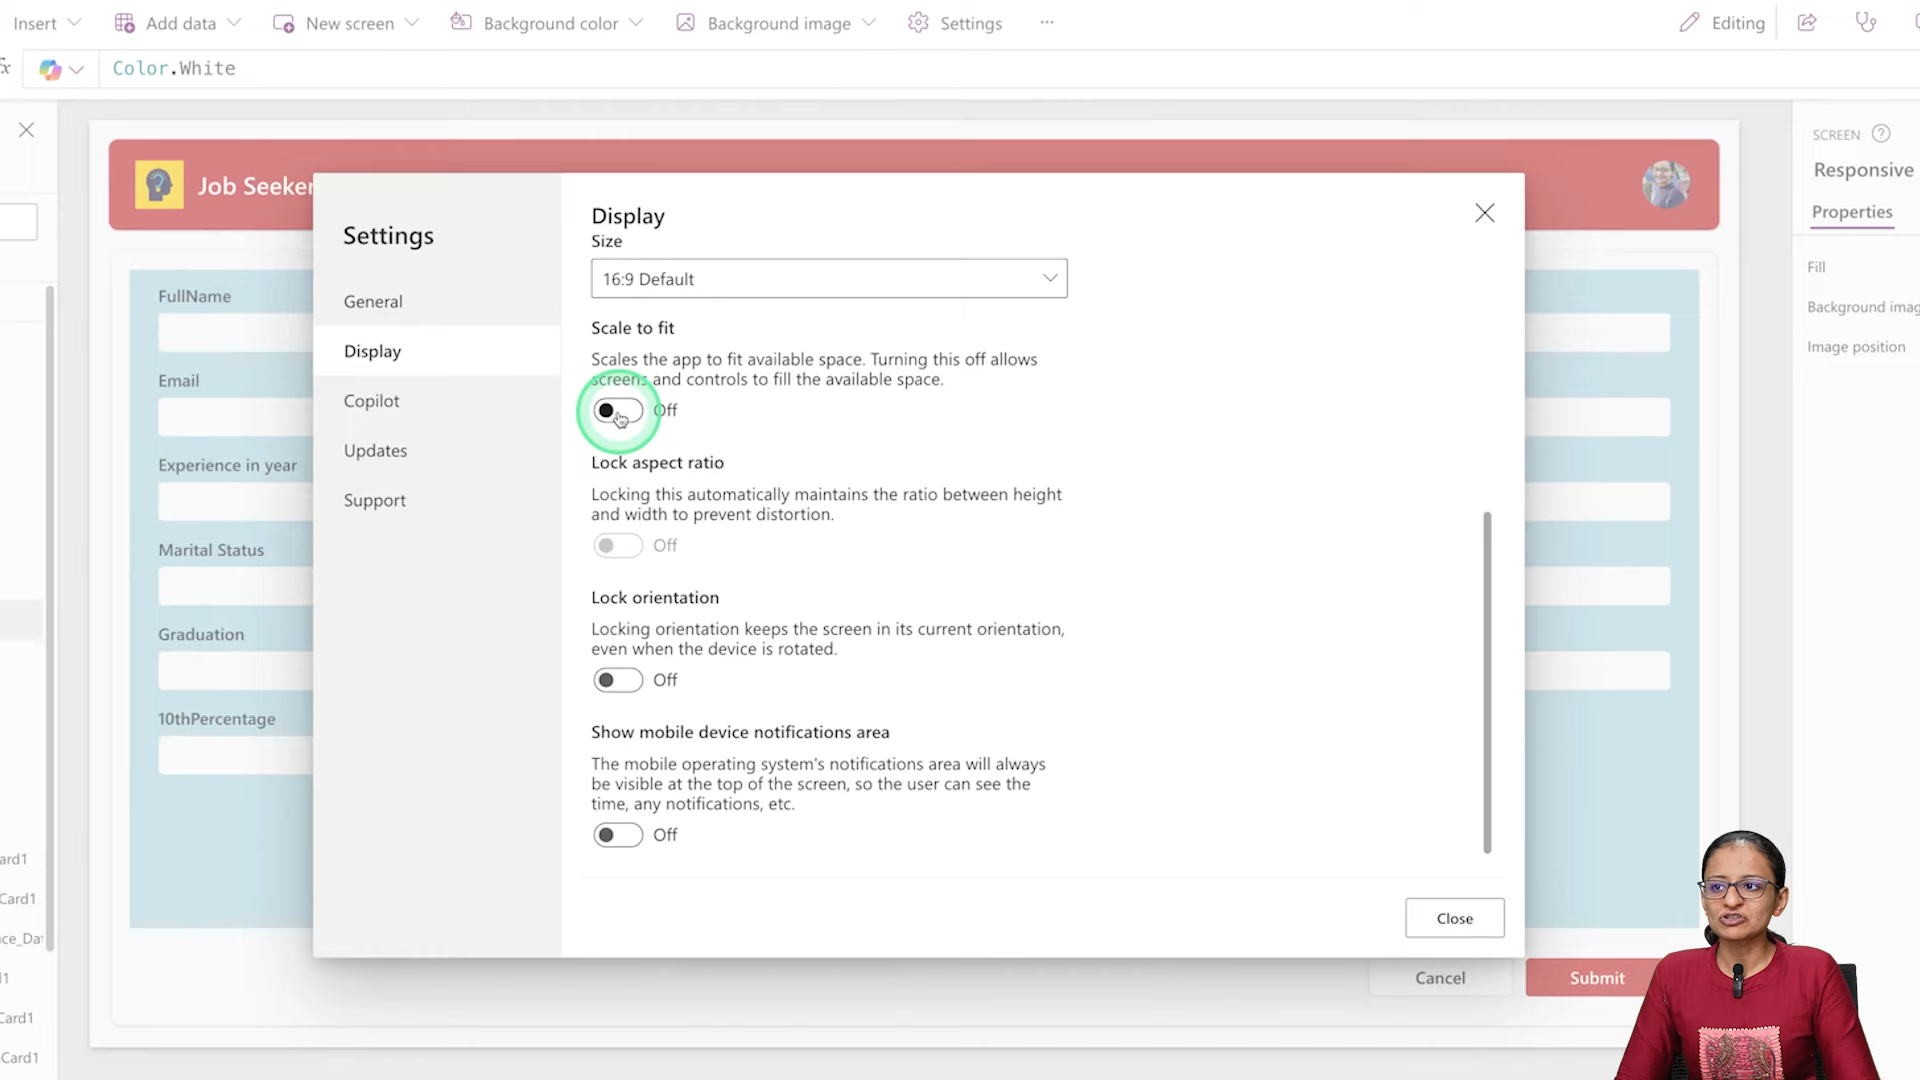 Insert
Add data
New screen
Background color
Background image
Settings
...
Editing
fx
Color.White
SCREEN
Responsive
Properties
Fill
Background imag
Image position
Job Seeker
FullName
Email
Experience in year
Marital Status
Graduation
10thPercentage
Settings
General
Display
Copilot
Updates
Support
Display
Size
16:9 Default
Scale to fit
Scales the app to fit available space. Turning this off allows
screens and controls to fill the available space.
Off
Lock aspect ratio
Locking this automatically maintains the ratio between height
and width to prevent distortion.
Off
Lock orientation
Locking orientation keeps the screen in its current orientation,
even when the device is rotated.
Off
Show mobile device notifications area
The mobile operating system's notifications area will always
be visible at the top of the screen, so the user can see the
time, any notifications, etc.
Off
Close
Cancel
Submit
ard1
Card1
ce_Dat
d1
Card1
Card1